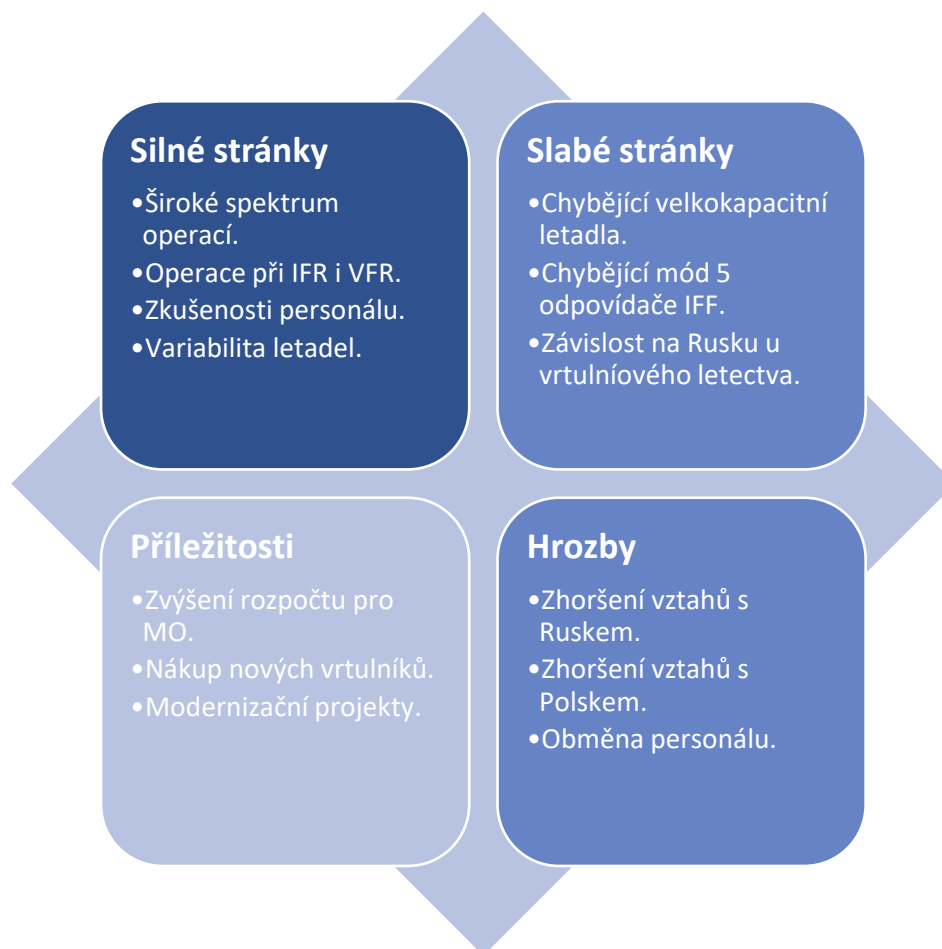 Silné stránky
•Široké spektrum
operací.
•Operace při IFR i VFR.
•Zkušenosti personálu.
•Variabilita letadel.
Slabé stránky
•Chybějící velkokapacitní
letadla.
•Chybějící mód 5
odpovídače IFF.
•Závislost na Rusku u
vrtulníového letectva.
Příležitosti
•Zvýšení rozpočtu pro
MO.
•Nákup nových vrtulníků.
•Modernizační projekty.
Hrozby
•Zhoršení vztahů s
Ruskem.
•Zhoršení vztahů s
Polskem.
•Obměna personálu.